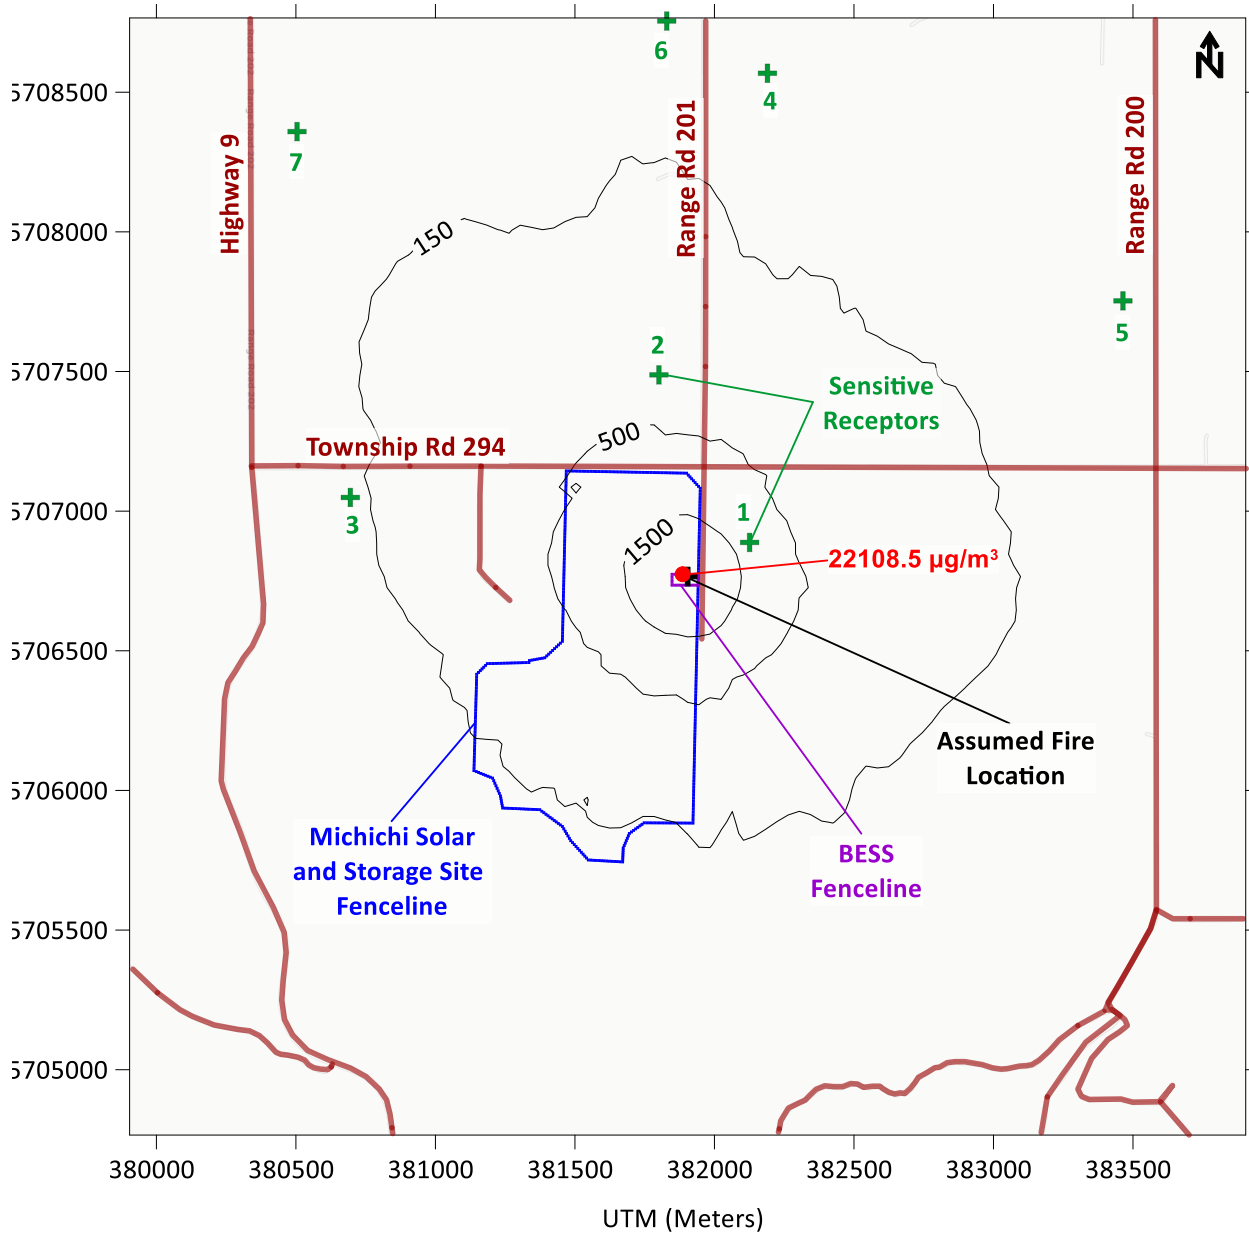 6
N
5708500
4
Highway 9
Range Rd 201
Range Rd 200
7
5708000
150
5
2
5707500
Sensitive
Receptors
500
Township Rd 294
5707000
3
1
1500
22108.5 µg/m³
5706500
Assumed Fire
Location
5706000
Michichi Solar
and Storage Site
Fenceline
BESS
Fenceline
5705500
5705000
380000 380500 381000 381500 382000 382500 383000 383500
UTM (Meters)